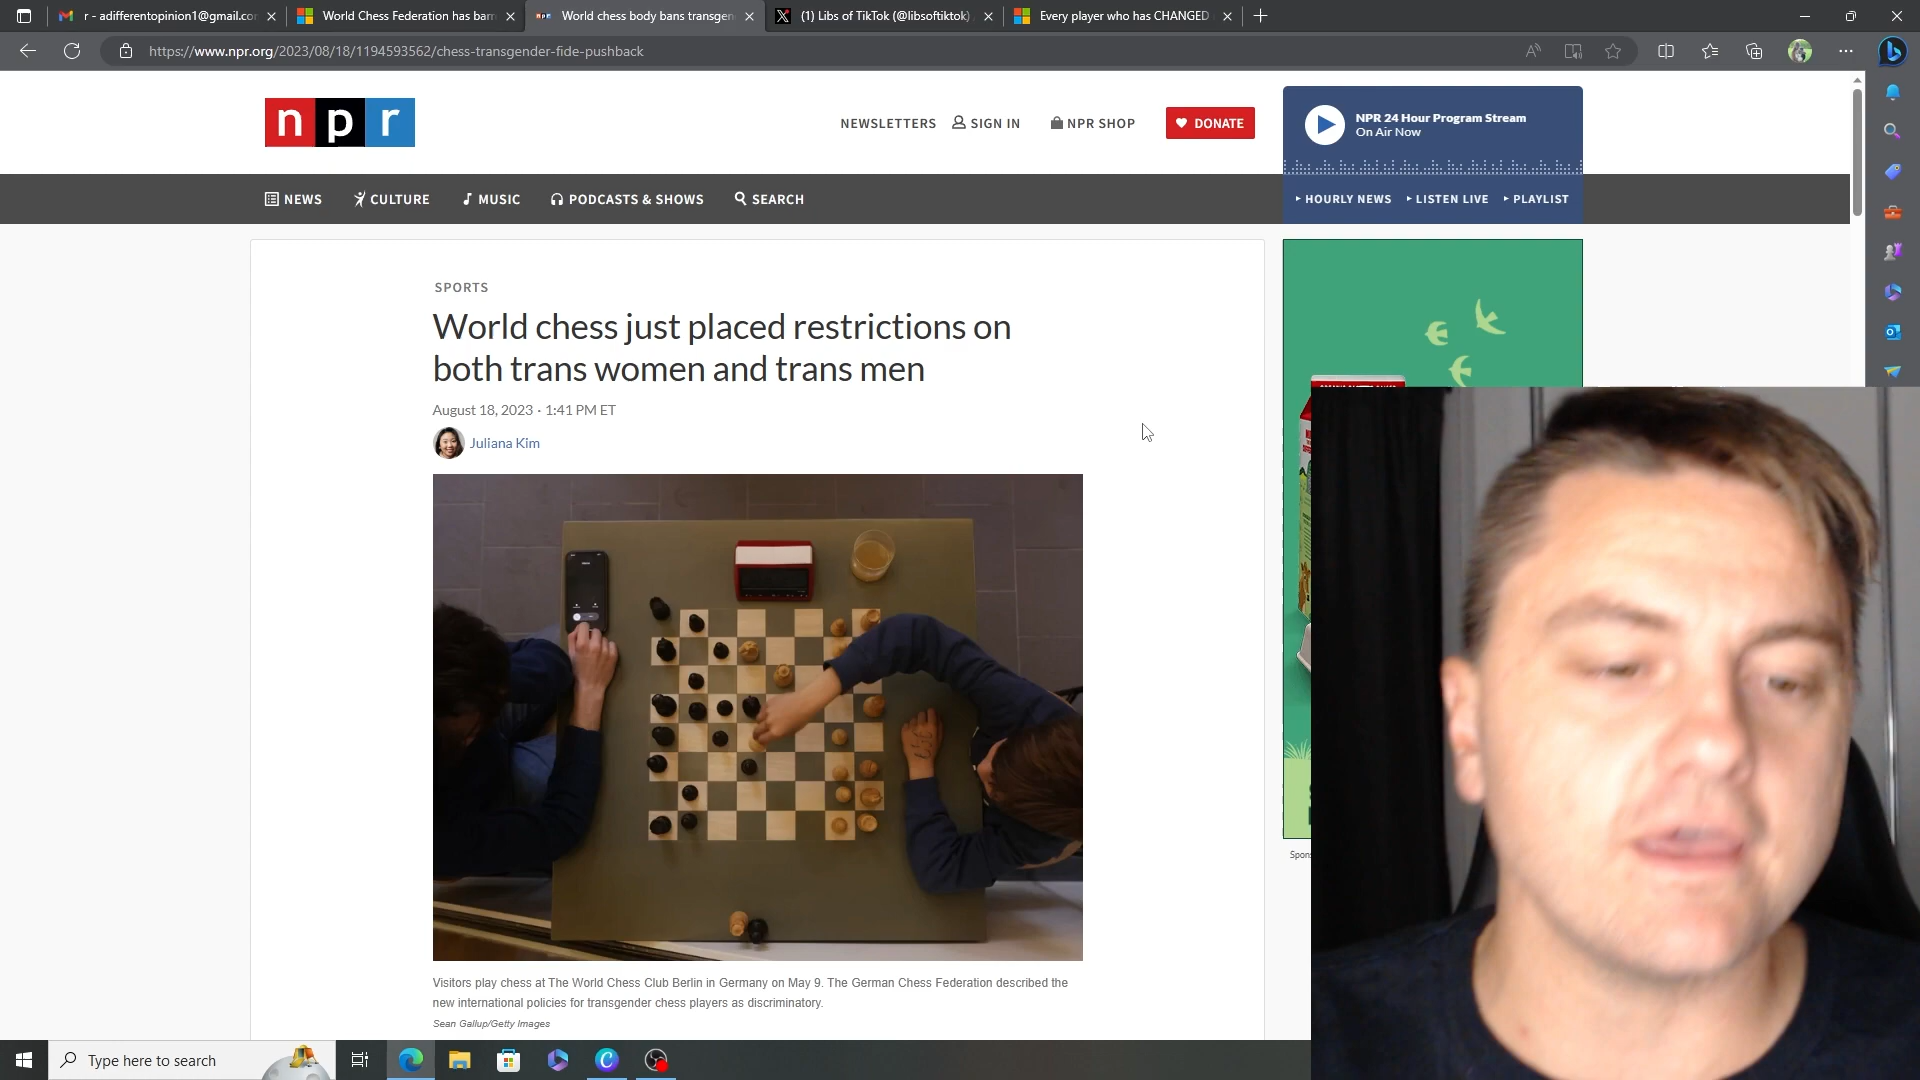 r - adifferentopinion1@gmail.co
World Chess Federation has ban
World chess body bans transgen
(1) Libs of TikTok (@libsoftiktok)
Every player who has CHANGED
https://www.npr.org/2023/08/18/1194593562/chess-transgender-fide-pushback
n p r
NEWSLETTERS
SIGN IN
NPR SHOP
DONATE
NPR 24 Hour Program Stream
On Air Now
NEWS
CULTURE
MUSIC
PODCASTS & SHOWS
SEARCH
HOURLY NEWS
LISTEN LIVE
PLAYLIST
SPORTS
World chess just placed restrictions on
both trans women and trans men
August 18, 2023 · 1:41 PM ET
Juliana Kim
Visitors play chess at The World Chess Club Berlin in Germany on May 9. The German Chess Federation described the
new international policies for transgender chess players as discriminatory.
Sean Gallup/Getty Images
Spons
Type here to search